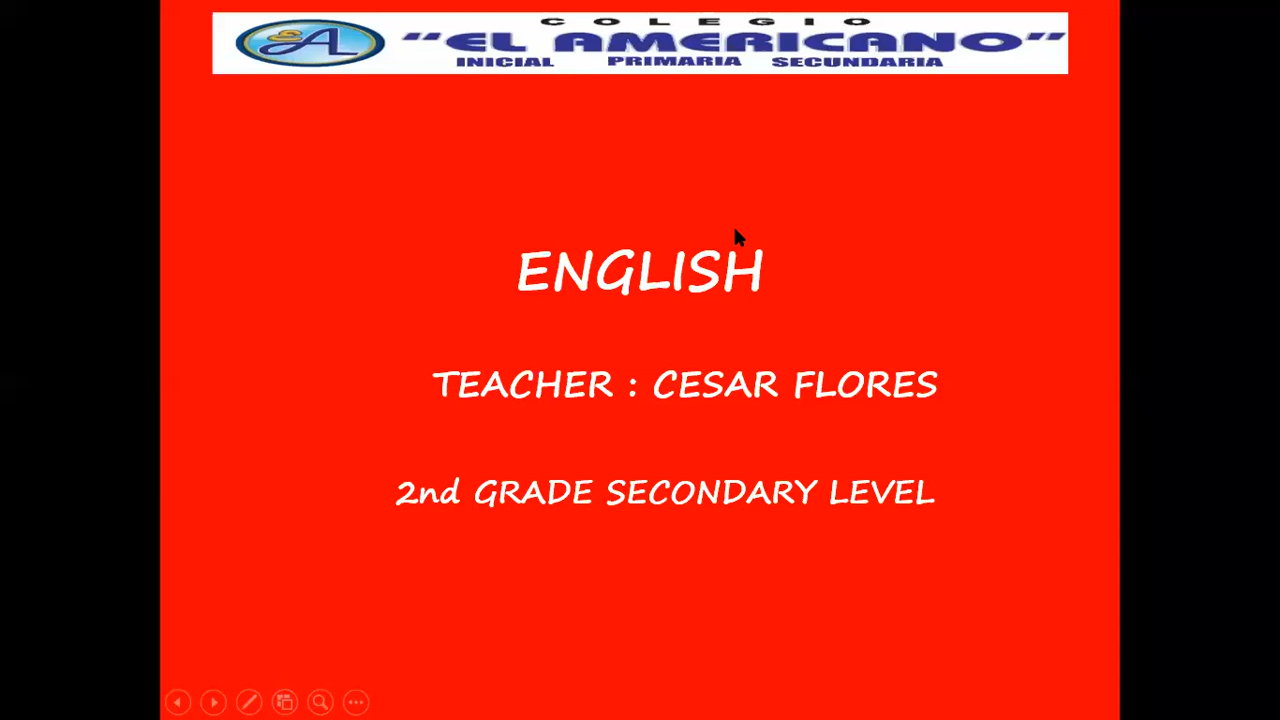 COLEGIO
"EL AMERICANO"
INICIAL PRIMARIA SECUNDARIA
ENGLISH
TEACHER : CESAR FLORES
2nd GRADE SECONDARY LEVEL